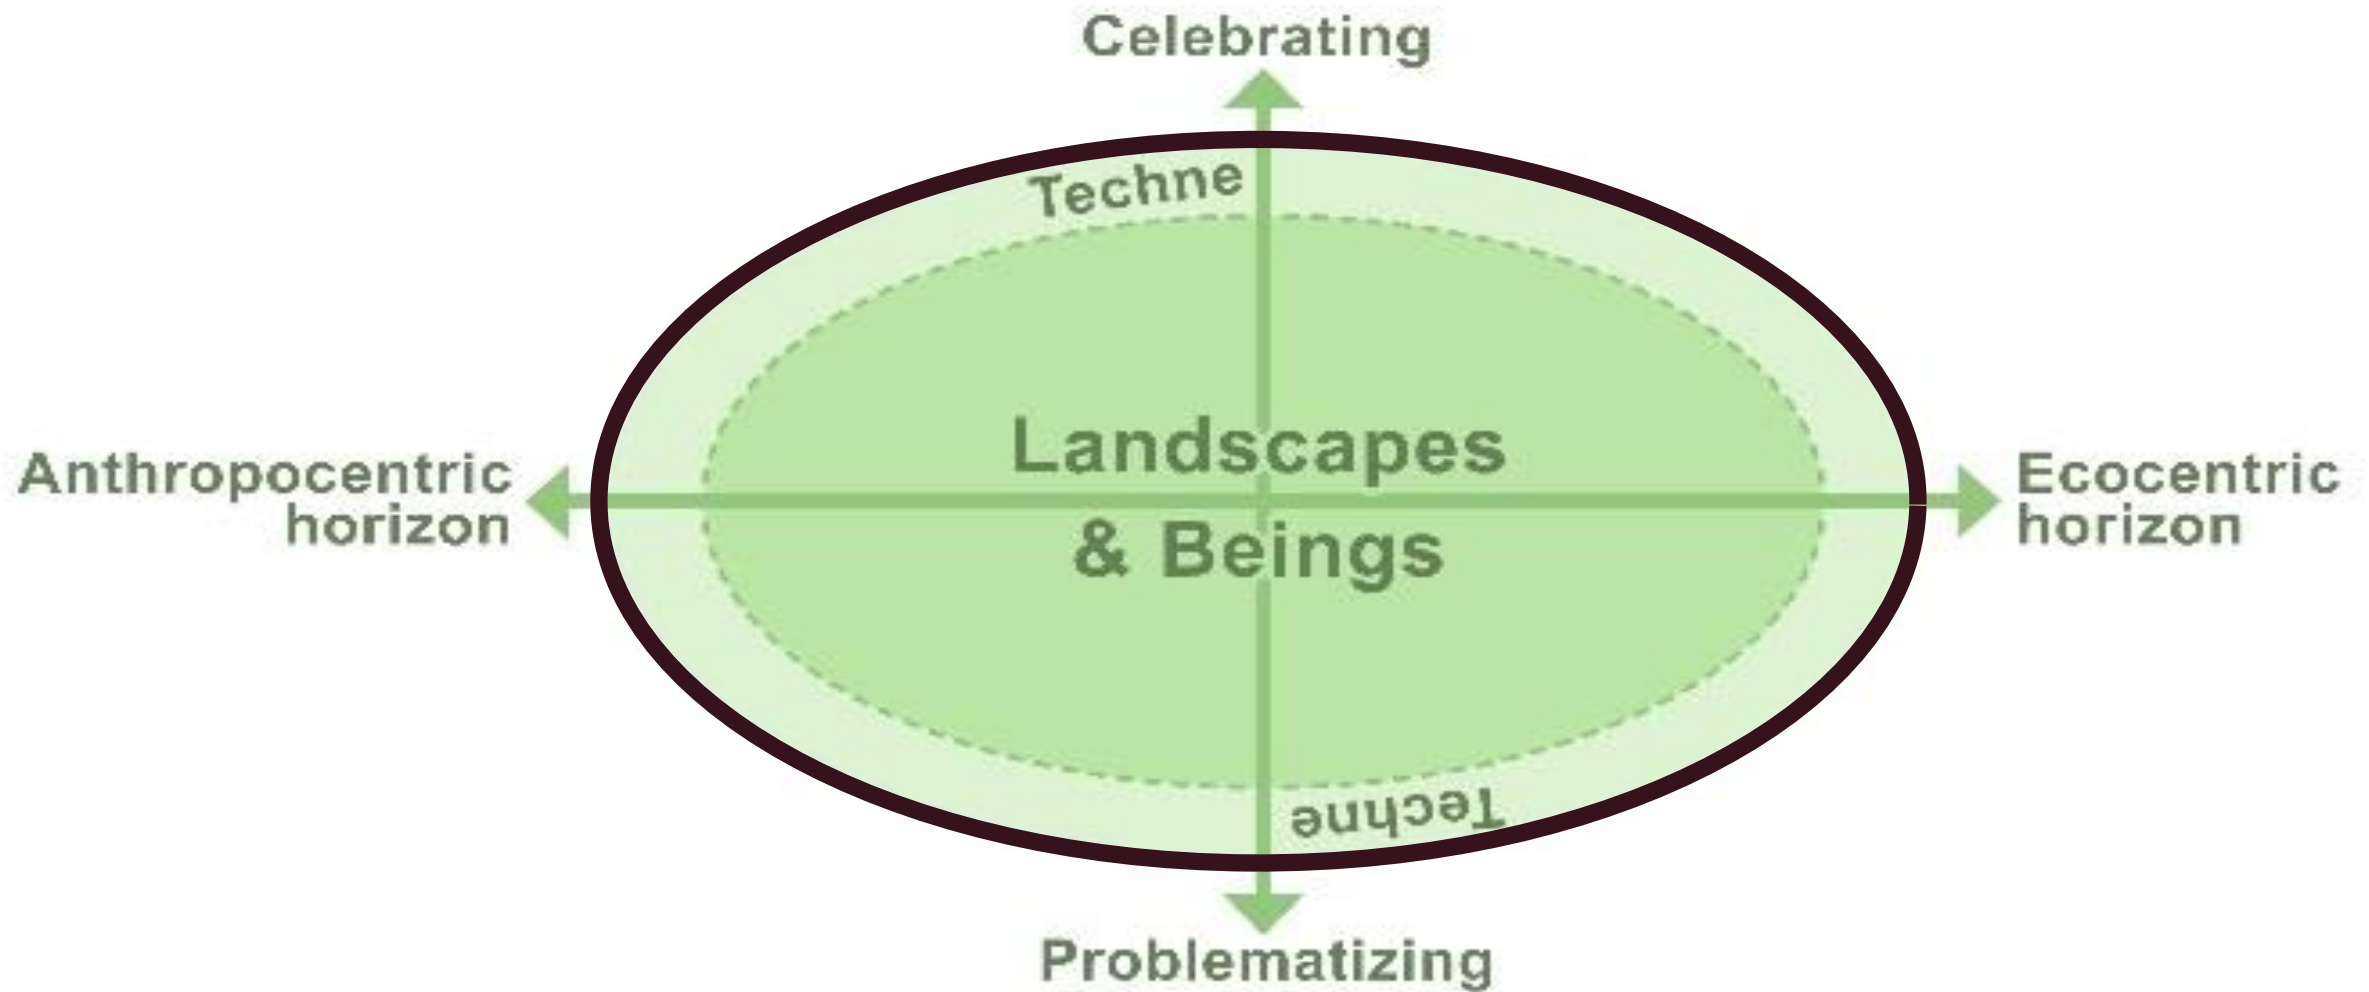 Celebrating
Techne
Landscapes
& Beings
Anthropocentric
horizon
Ecocentric
horizon
Techne
Problematizing